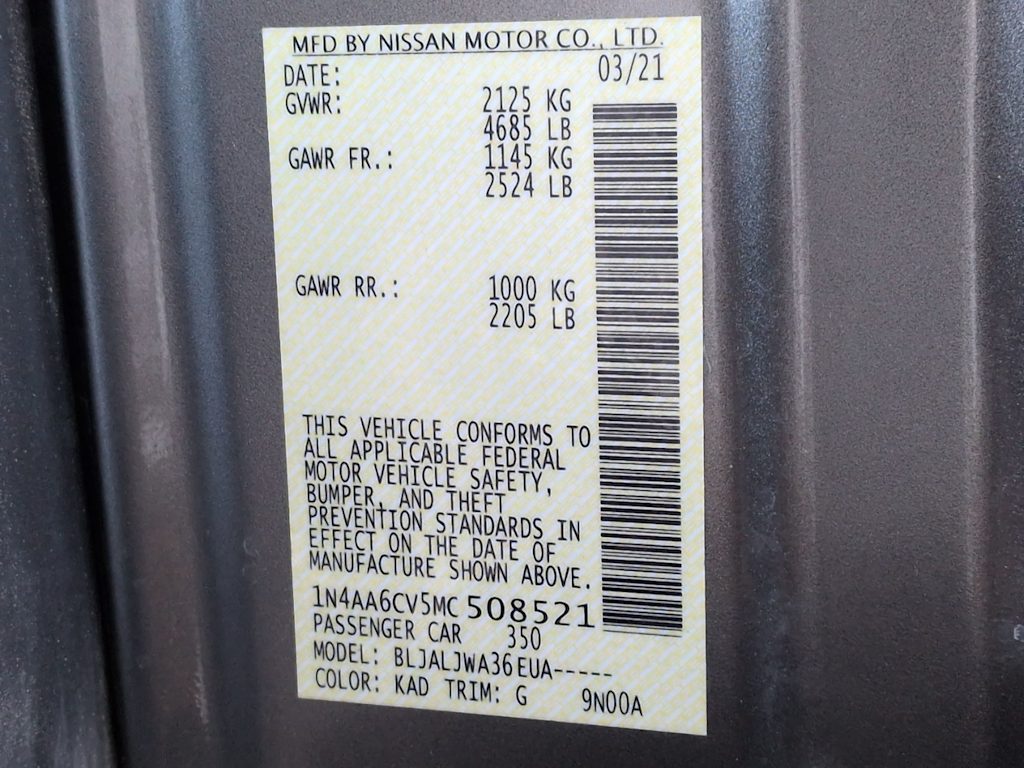 MFD BY NISSAN MOTOR CO., LTD.
DATE: 03/21
GVWR: 2125 KG
4685 LB
GAWR FR.: 1145 KG
2524 LB
GAWR RR.: 1000 KG
2205 LB
THIS VEHICLE CONFORMS TO
ALL APPLICABLE FEDERAL
MOTOR VEHICLE SAFETY,
BUMPER, AND THEFT
PREVENTION STANDARDS IN
EFFECT ON THE DATE OF
MANUFACTURE SHOWN ABOVE.
1N4AA6CV5MC508521
PASSENGER CAR 350
MODEL: BLJALJWA36EUA-----
COLOR: KAD TRIM: G 9N00A